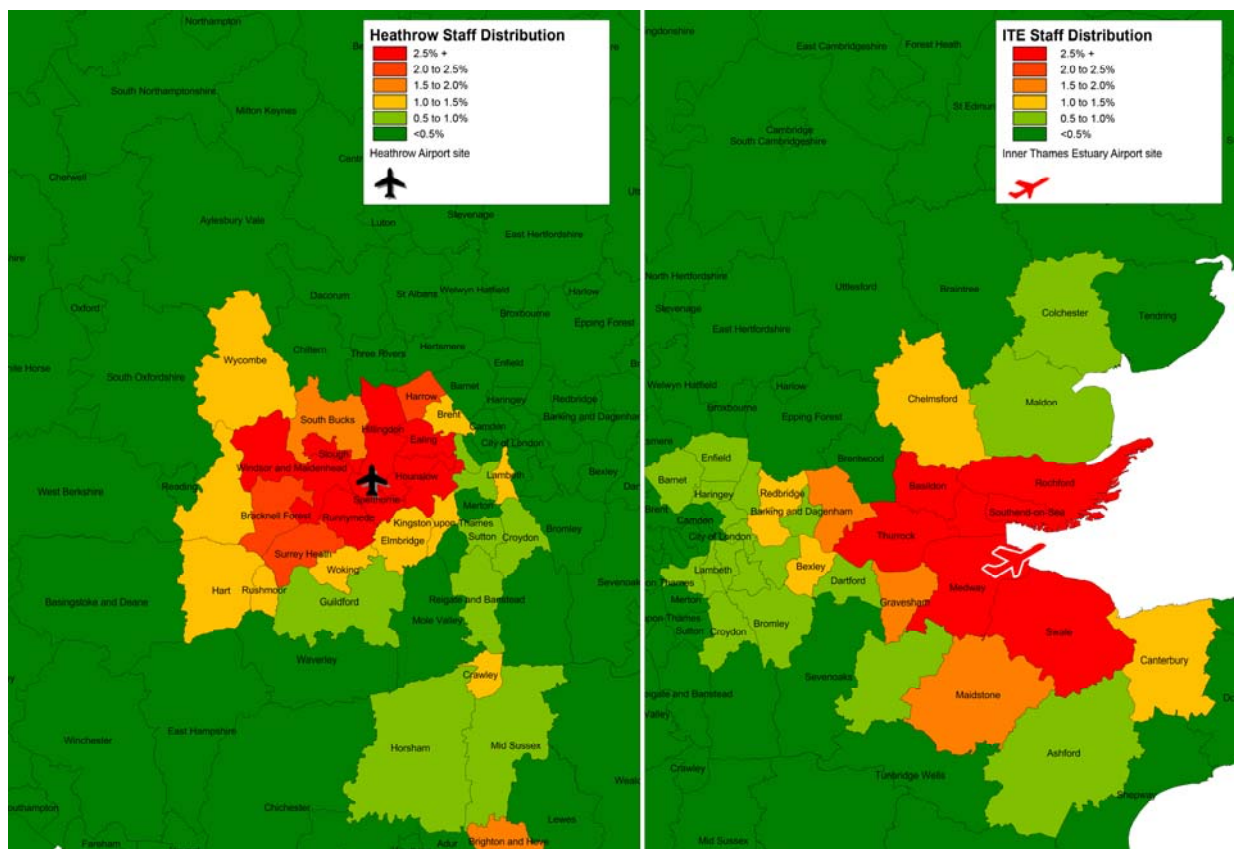 Northampton
South Northamptonshire
Milton Keynes
Cherwell
Aylesbury Vale
Luton
Stevenage
East Hertfordshire
Oxford
Dacorum
St Albans
Welwyn Hatfield
Harlow
Broxbourne
Epping Forest
Chiltern
Three Rivers
Hertsmere
Enfield
South Oxfordshire
Wycombe
Barnet
Haringey
Redbridge
Barking and Dagenham
Harrow
Brent
Camden
City of London
South Bucks
Hillingdon
Ealing
Slough
Windsor and Maidenhead
Hounslow
Lambeth
Bexley
West Berkshire
Reading
Spelthorne
Merton
Bracknell Forest
Runnymede
Kingston upon Thames
Sutton
Croydon
Bromley
Elmbridge
Surrey Heath
Woking
Hart
Rushmoor
Guildford
Basingstoke and Deane
Reigate and Banstead
Mole Valley
Waverley
Crawley
Winchester
East Hampshire
Horsham
Mid Sussex
Chichester
Lewes
Fareham
Adur
Brighton and Hove
Heathrow Staff Distribution
2.5% +
2.0 to 2.5%
1.5 to 2.0%
1.0 to 1.5%
0.5 to 1.0%
<0.5%
Heathrow Airport site
East Cambridgeshire
Forest Heath
St Edmun
Cambridge
South Cambridgeshire
North Hertfordshire
Stevenage
Uttlesford
Braintree
East Hertfordshire
Colchester
Tendring
Welwyn Hatfield
Harlow
Broxbourne
Epping Forest
Chelmsford
Maldon
Enfield
Barnet
Haringey
Brent
Redbridge
Brentwood
Barking and Dagenham
Camden
City of London
Basildon
Rochford
Southend-on-Sea
Thurrock
Lambeth
Bexley
Dartford
Medway
Gravesham
Merton
Sutton
Croydon
Bromley
Swale
Canterbury
Sevenoaks
Maidstone
Ashford
Tunbridge Wells
Crawley
Shepway
Mid Sussex
ITE Staff Distribution
2.5% +
2.0 to 2.5%
1.5 to 2.0%
1.0 to 1.5%
0.5 to 1.0%
<0.5%
Inner Thames Estuary Airport site